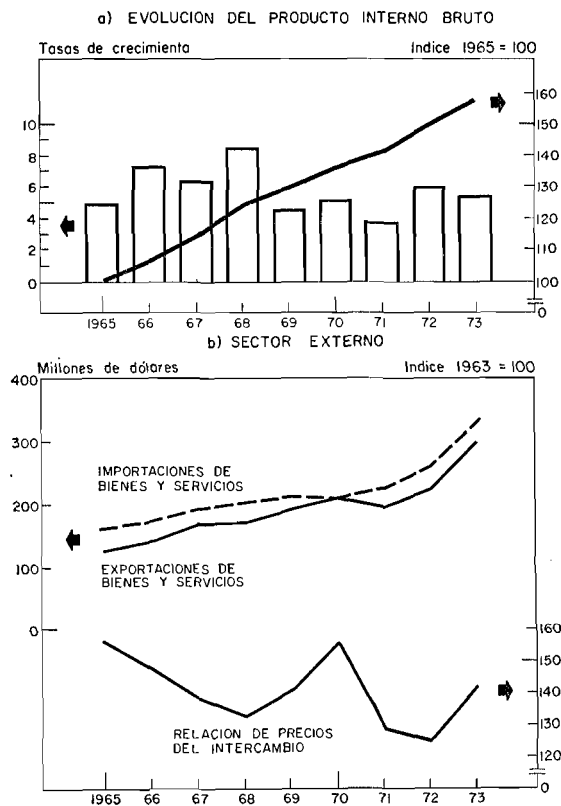 a) EVOLUCION DEL PRODUCTO INTERNO BRUTO
Tasas de crecimiento
Indice 1965 = 100
10
8
6
4
2
0
160
150
140
130
120
110
100
0
1965 66 67 68 69 70 71 72 73
b) SECTOR EXTERNO
Millones de dólares
Indice 1963 = 100
400
300
200
100
0
IMPORTACIONES DE
BIENES Y SERVICIOS
EXPORTACIONES DE
BIENES Y SERVICIOS
160
150
140
130
120
0
RELACION DE PRECIOS
DEL INTERCAMBIO
1965 66 67 68 69 70 71 72 73